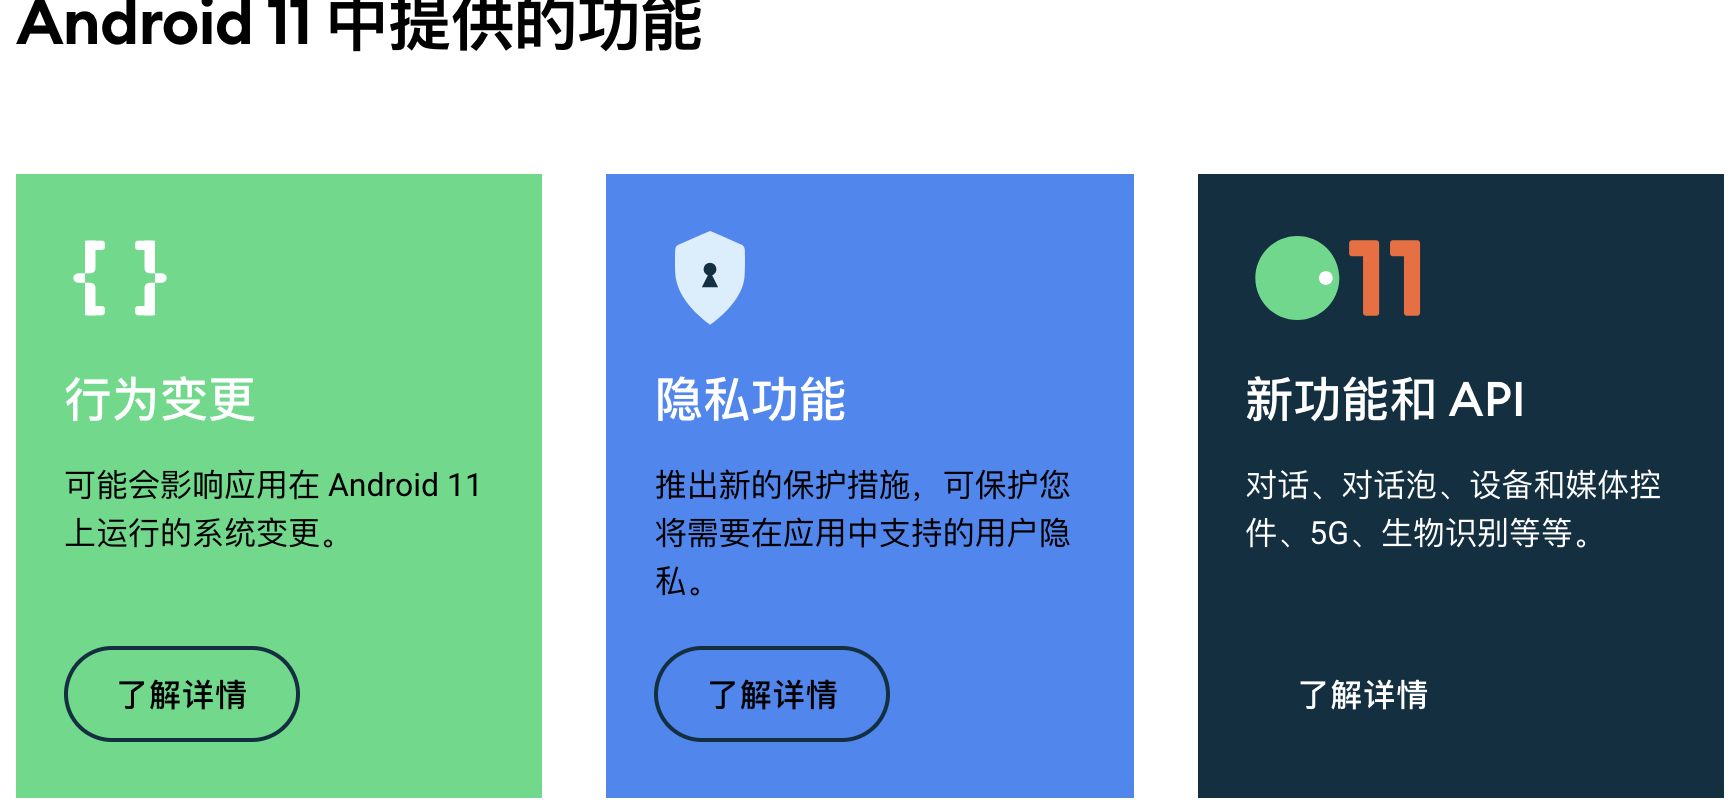 Android 11 中提供的功能
{ }
行为变更
可能会影响应用在 Android 11
上运行的系统变更。
了解详情
隐私功能
推出新的保护措施，可保护您
将需要在应用中支持的用户隐
私。
了解详情
11
新功能和 API
对话、对话泡、设备和媒体控
件、5G、生物识别等等。
了解详情